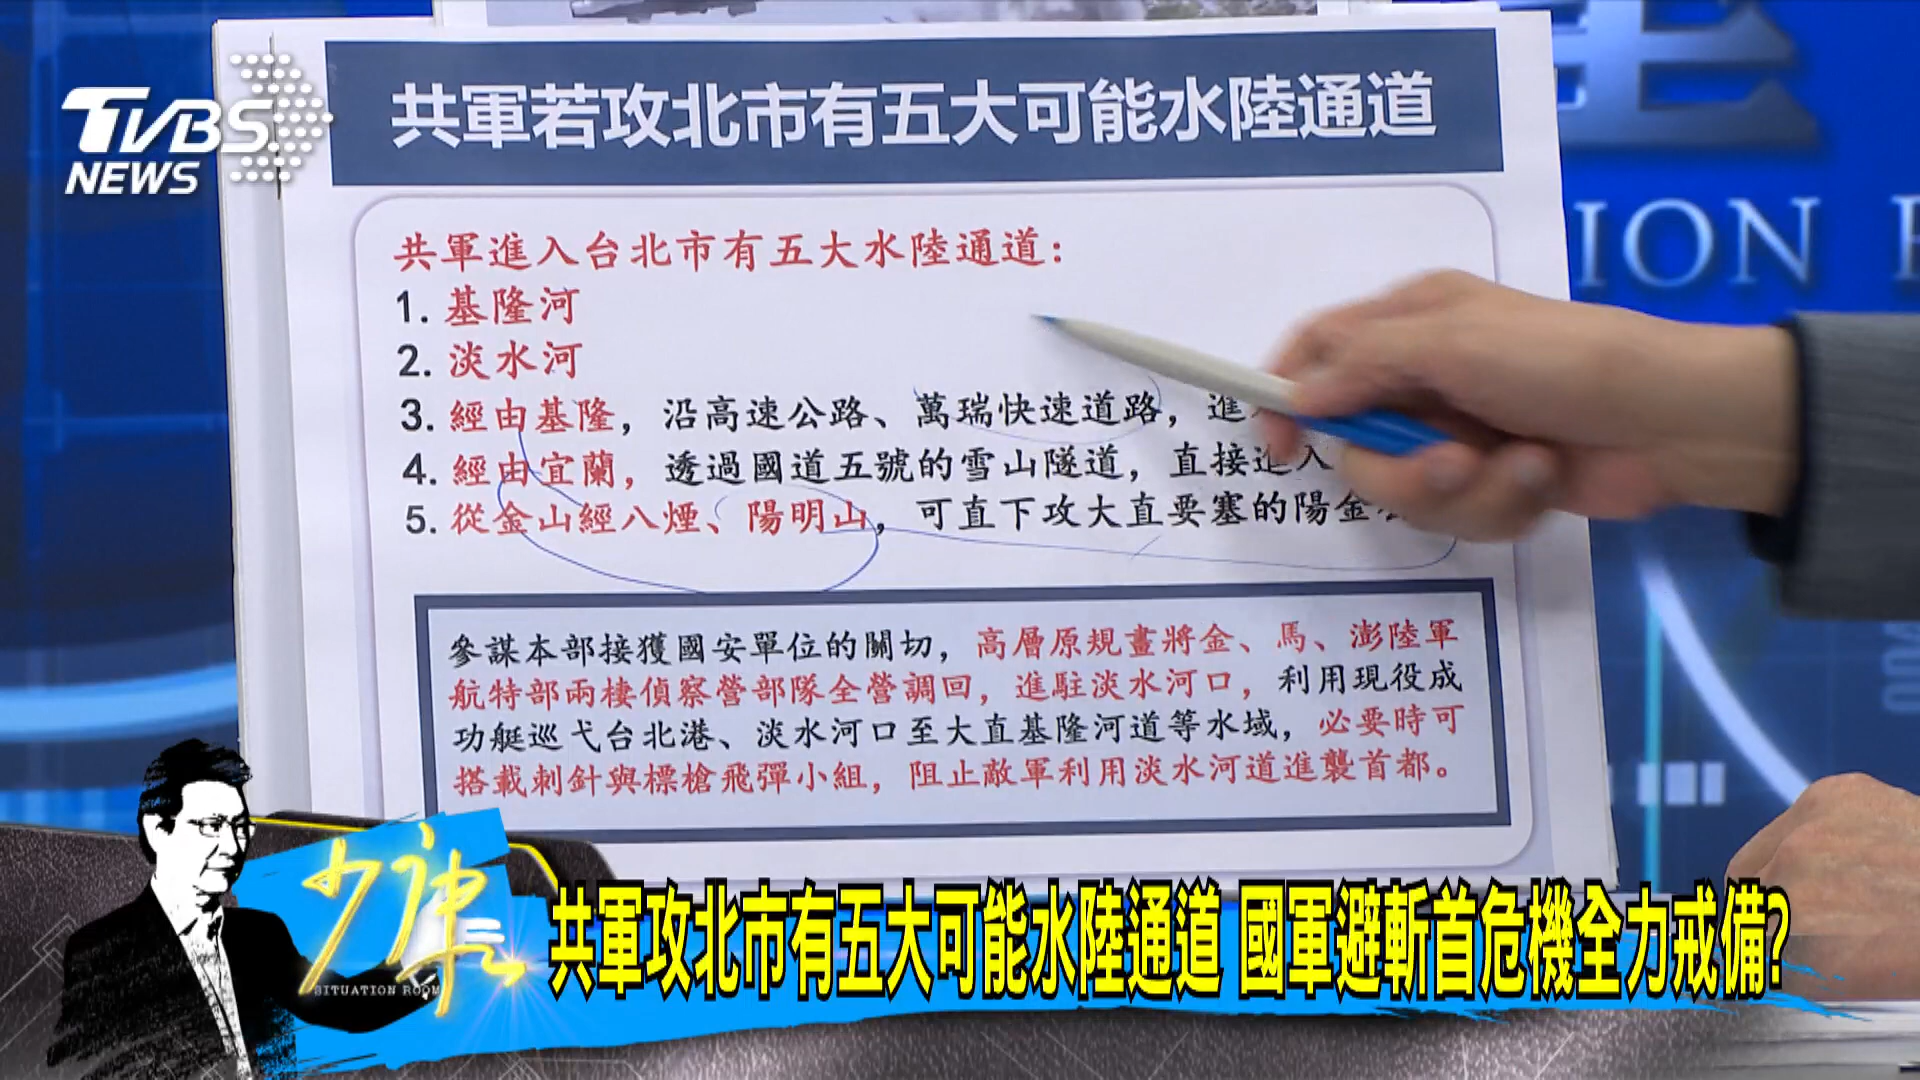 TVBS
NEWS
共軍若攻北市有五大可能水陸通道
ION
共軍進入台北市有五大水陸通道：
1. 基隆河
2. 淡水河
3. 經由基隆，沿高速公路、萬瑞快速道路，進
4. 經由宜蘭，透過國道五號的雪山隧道，直接進入
5. 從金山經八煙、陽明山，可直下攻大直要塞的陽金
參謀本部接獲國安單位的關切，高層原規畫將金、馬、澎陸軍
航特部兩棲偵察營部隊全營調回，進駐淡水河口，利用現役成
功艇巡弋台北港、淡水河口至大直基隆河道等水域，必要時可
搭載刺針與標槍飛彈小組，阻止敵軍利用淡水河道進襲首都。
少康
SITUATION ROOM
共軍攻北市有五大可能水陸通道 國軍避斬首危機全力戒備?